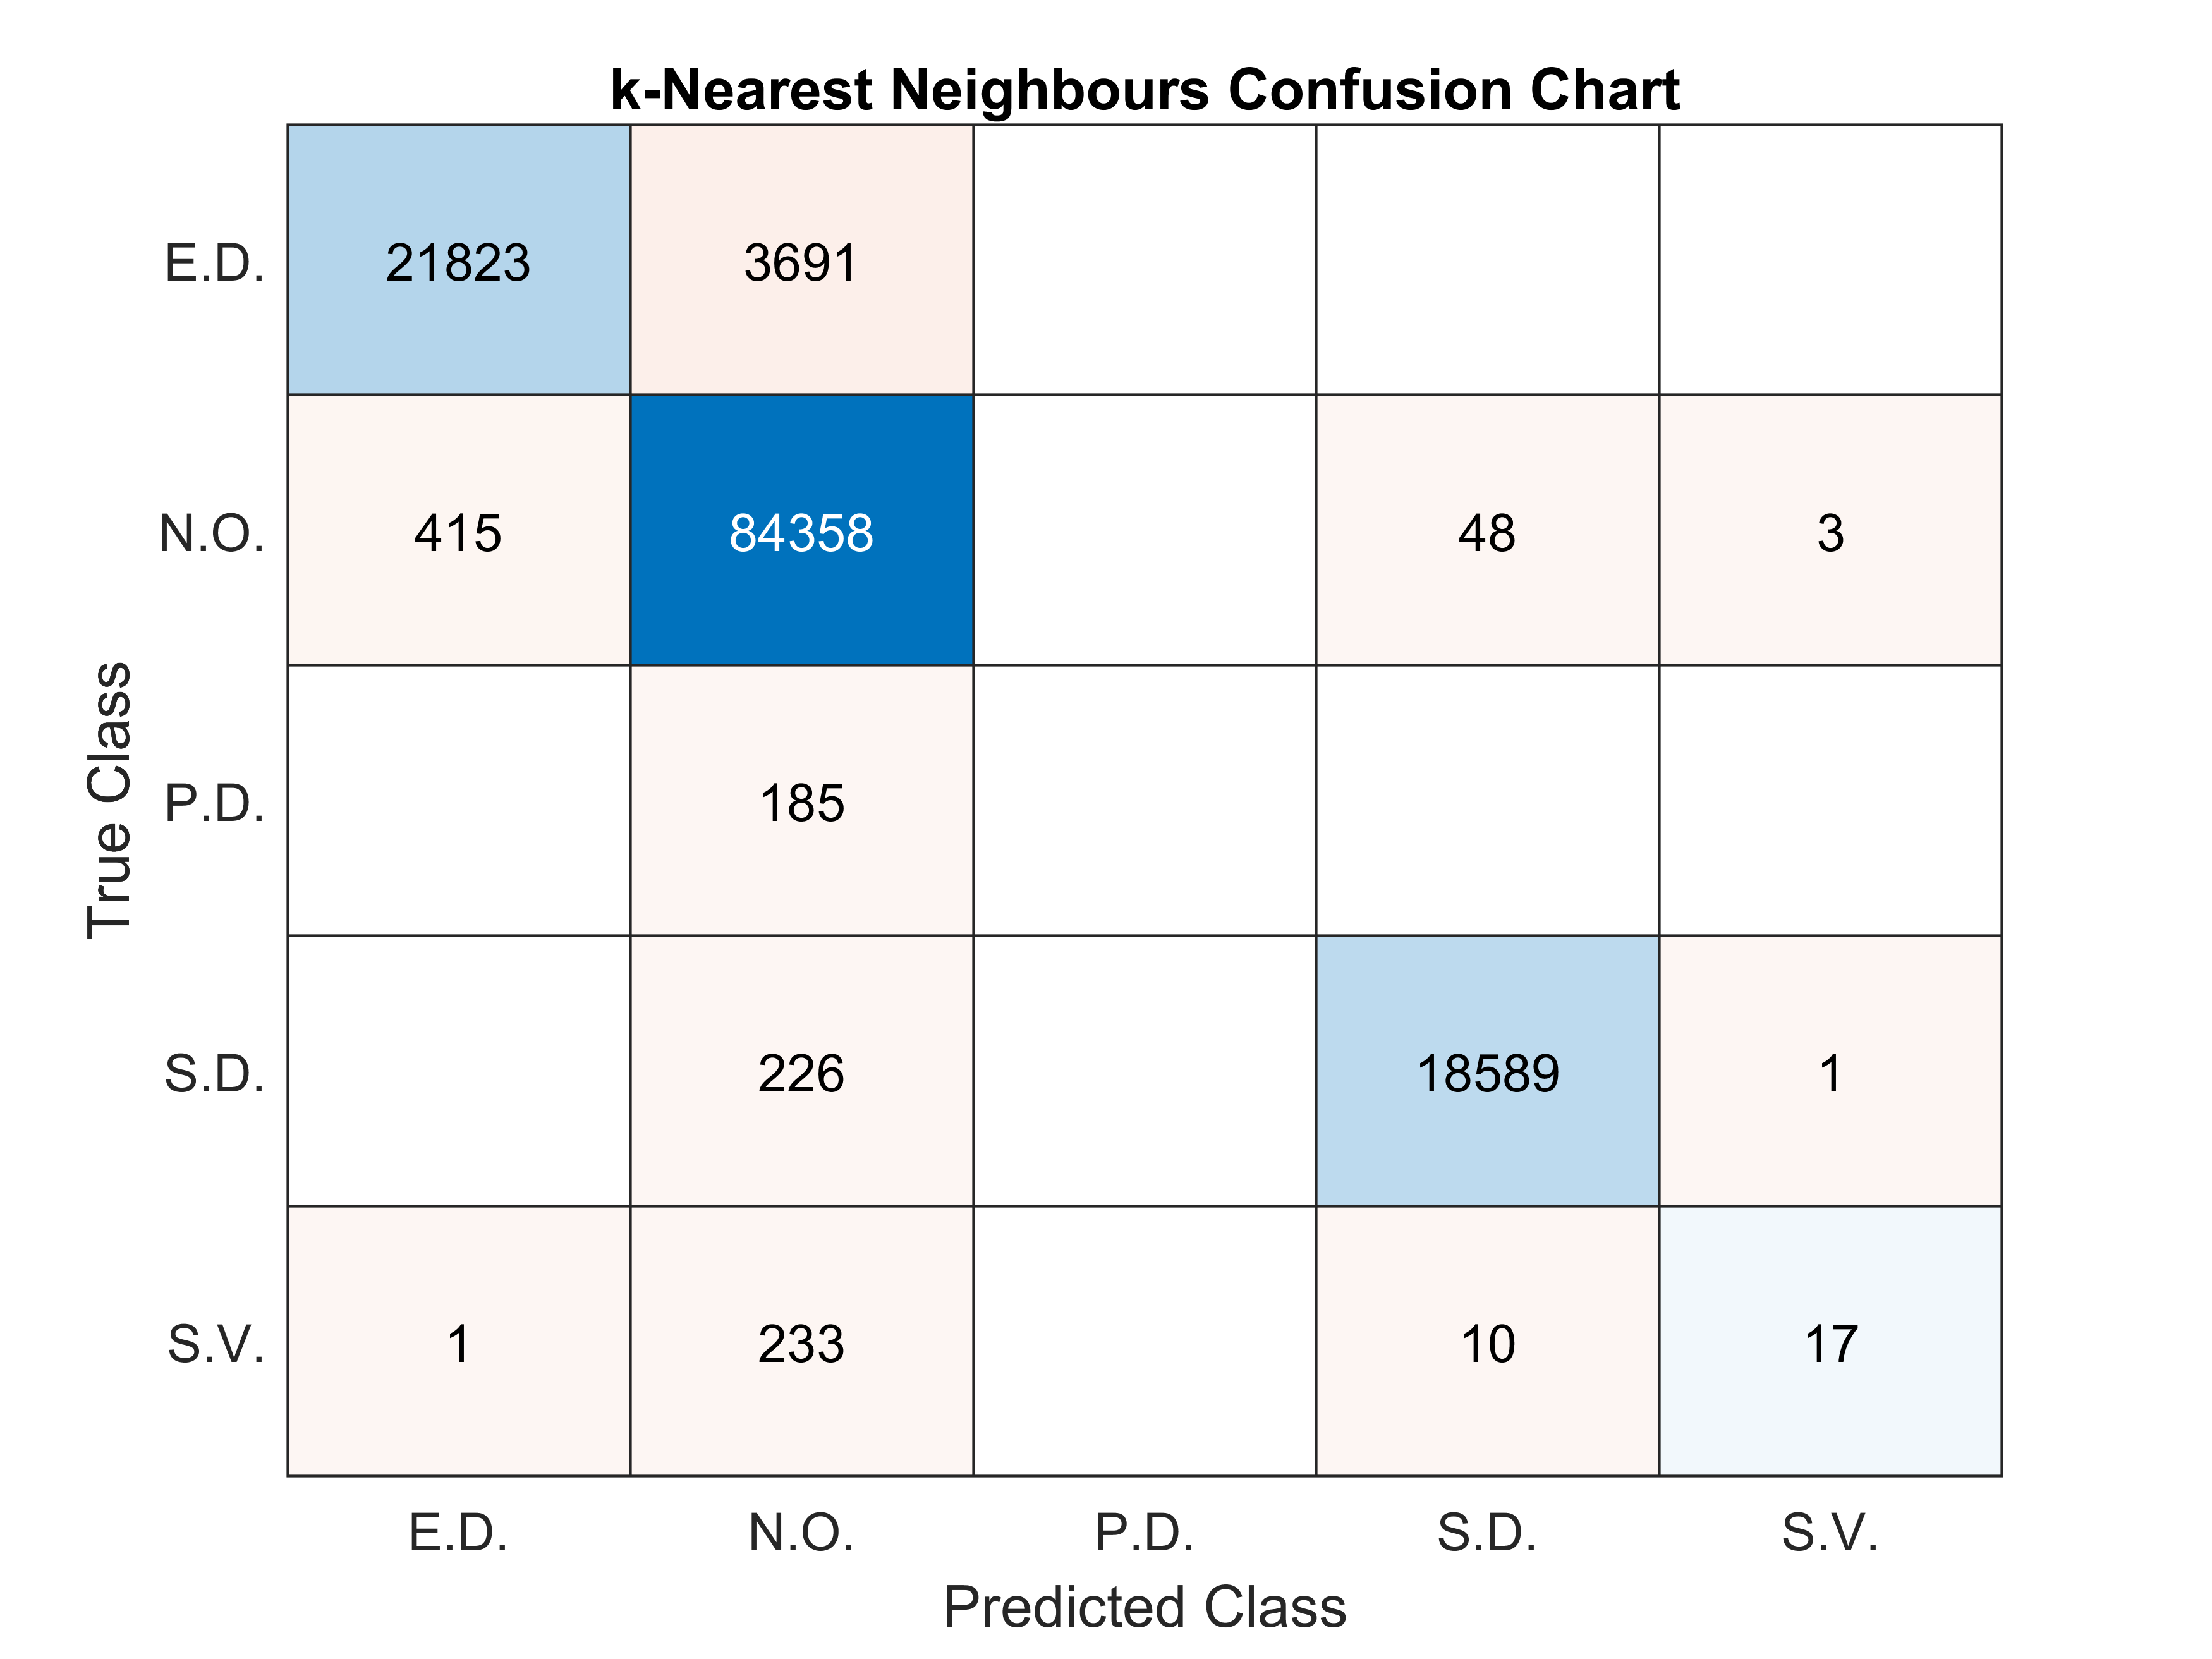 k-Nearest Neighbours Confusion Chart
E.D. 21823 3691
N.O. 415 84358 48 3
P.D. 185
S.D. 226 18589 1
S.V. 1 233 10 17
True Class
E.D. N.O. P.D. S.D. S.V.
Predicted Class